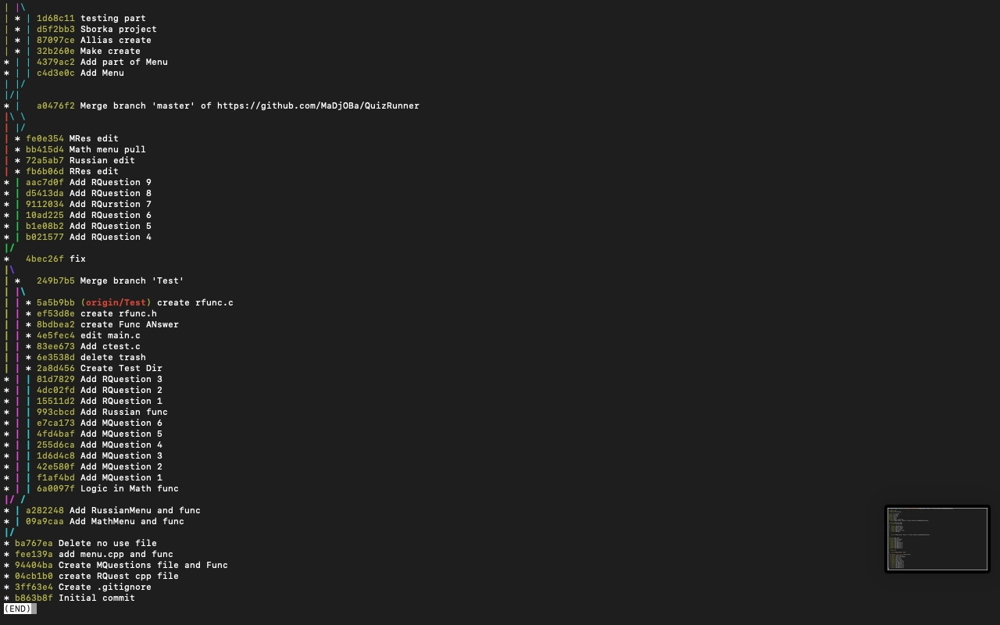 | |\
| * | 1d68c11 testing part
| * | d5f2bb3 Sborka project
| * | 87097ce Allias create
| * | 32b260e Make create
* | | 4379ac2 Add part of Menu
* | | c4d3e0c Add Menu
| |/
|/|
* |   a0476f2 Merge branch 'master' of https://github.com/MaDjOBa/QuizRunner
|\ \
| |/
| * fe0e354 MRes edit
| * bb415d4 Math menu pull
| * 72a5ab7 Russian edit
| * fb6b06d RRes edit
* | aac7d0f Add RQuestion 9
* | d5413da Add RQuestion 8
* | 9112034 Add RQurstion 7
* | 10ad225 Add RQuestion 6
* | b1e08b2 Add RQuestion 5
* | b021577 Add RQuestion 4
|/
*   4bec26f fix
|\
| *   249b7b5 Merge branch 'Test'
| |\
| | * 5a5b9bb (origin/Test) create rfunc.c
| | * ef53d8e create rfunc.h
| | * 8bdbea2 create Func ANswer
| | * 4e5fec4 edit main.c
| | * 83ee673 Add ctest.c
| | * 6e3538d delete trash
| | * 2a8d456 Create Test Dir
* | | 81d7829 Add RQuestion 3
* | | 4dc02fd Add RQuestion 2
* | | 15511d2 Add RQuestion 1
* | | 993cbcd Add Russian func
* | | e7ca173 Add MQuestion 6
* | | 4fd4baf Add MQuestion 5
* | | 255d6ca Add MQuestion 4
* | | 1d6d4c8 Add MQuestion 3
* | | 42e580f Add MQuestion 2
* | | f1af4bd Add MQuestion 1
* | | 6a0097f Logic in Math func
|/ /
* | a282248 Add RussianMenu and func
* | 09a9caa Add MathMenu and func
|/
* ba767ea Delete no use file
* fee139a add menu.cpp and func
* 94404ba Create MQuestions file and Func
* 04cb1b0 create RQuest cpp file
* 3ff63e4 Create .gitignore
* b863b8f Initial commit
(END)